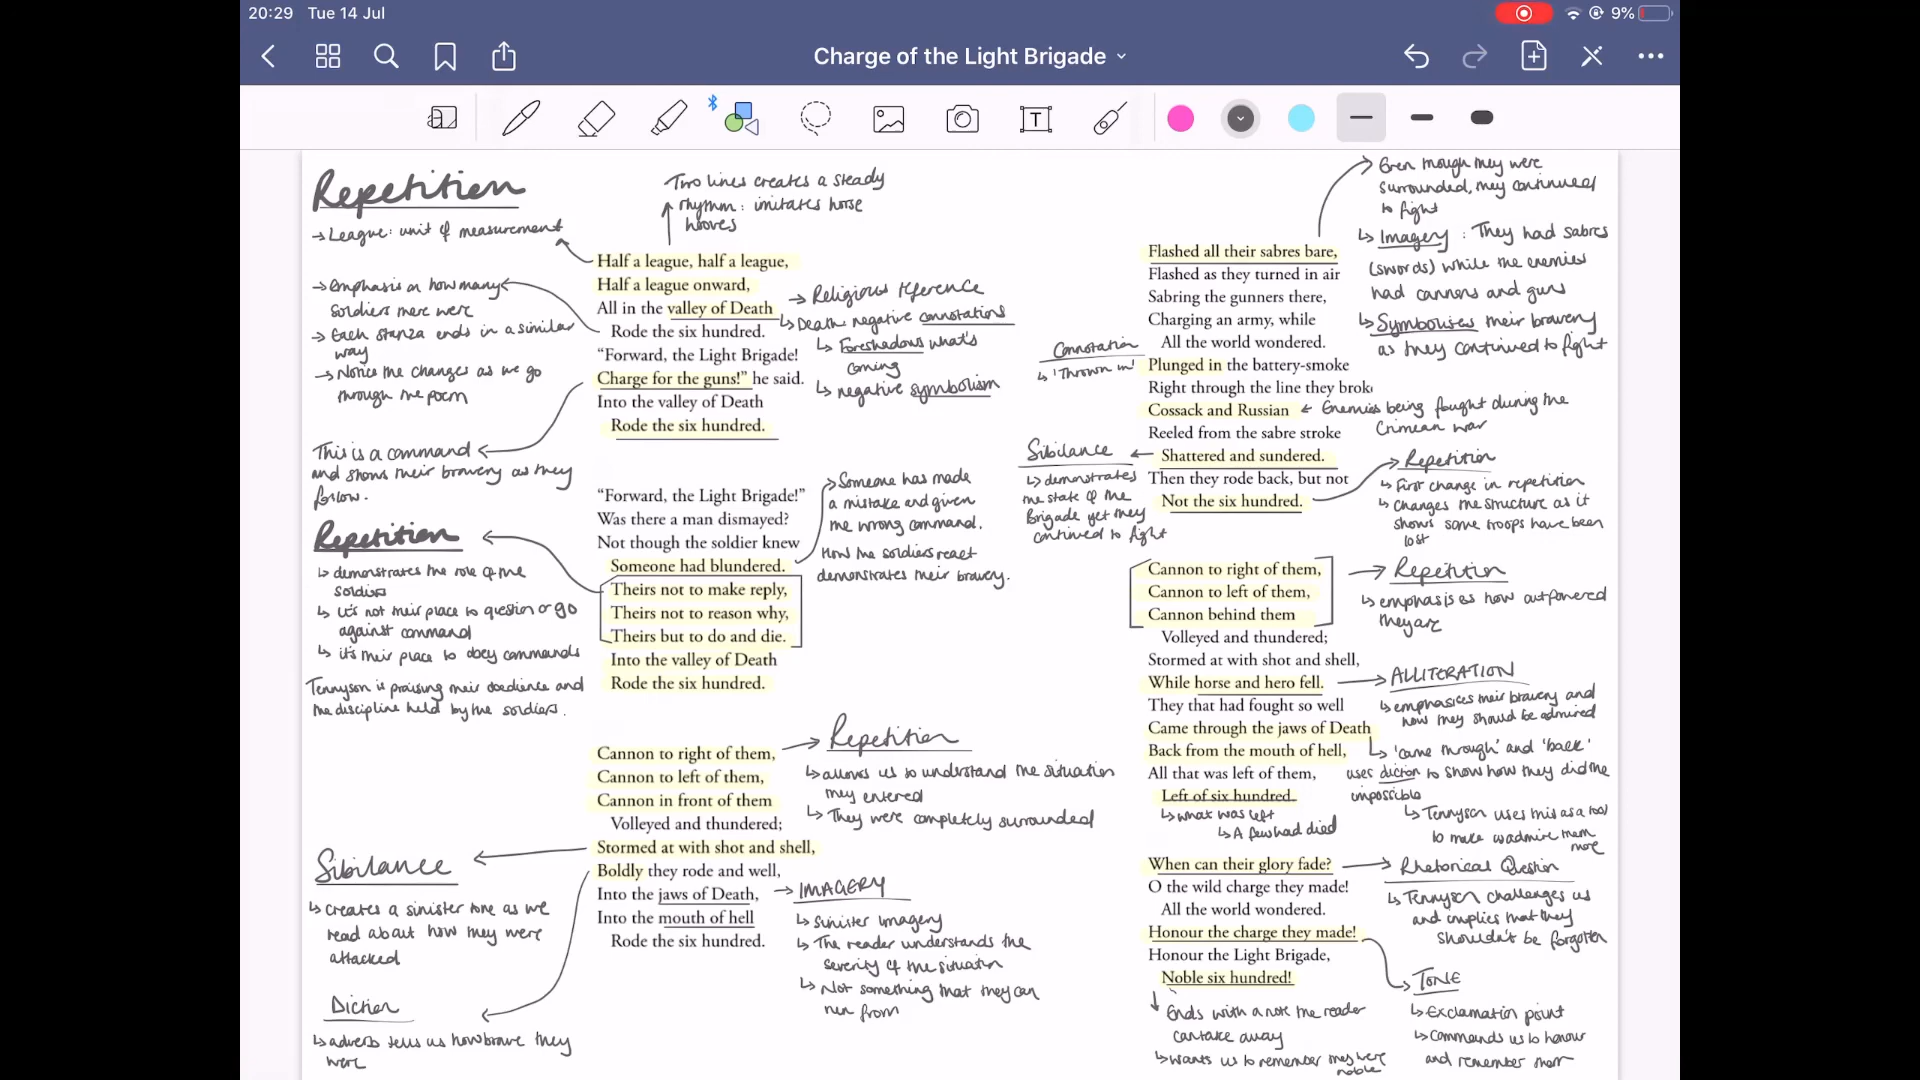 20:29 Tue 14 Jul
9%
Charge of the Light Brigade
T
Repetition
→ League: unit of measurement
Two lines creates a steady
rhythm: imitates horse
hooves
→ emphasis on how many
soldiers there were
→ Each stanza ends in a similar
way
→ Notice the changes as we go
through the poem
This is a command
and shows their bravery as they
follow.
Half a league, half a league,
Half a league onward,
All in the valley of Death
Rode the six hundred.
“Forward, the Light Brigade!
Charge for the guns!” he said.
Into the valley of Death
Rode the six hundred.
→ Religious reference
↳ Death: negative connotations
↳ Foreshadows what's
coming
↳ negative symbolism
Repetition
↳ demonstrates the role of the
soldiers
↳ it's not their place to question or go
against command
↳ it's their place to obey commands
Tennyson is praising their obedience and
the discipline held by the soldiers.
“Forward, the Light Brigade!”
Was there a man dismayed?
Not though the soldier knew
Someone had blundered.
Theirs not to make reply,
Theirs not to reason why,
Theirs but to do and die.
Into the valley of Death
Rode the six hundred.
Someone has made
a mistake and given
the wrong command.
How the soldiers react
demonstrates their bravery.
Sibilance
↳ creates a sinister tone as we
read about how they were
attacked
Diction
↳ adverb tells us how brave they
were
Cannon to right of them,
Cannon to left of them,
Cannon in front of them
Volleyed and thundered;
Stormed at with shot and shell,
Boldly they rode and well,
Into the jaws of Death,
Into the mouth of hell
Rode the six hundred.
Repetition
↳ allows us to understand the situation
they entered
↳ They were completely surrounded
→ IMAGERY
↳ sinister imagery
↳ The reader understands the
severity of the situation
↳ Not something that they can
run from
Connotation
↳ 'Thrown in'
Sibilance
↳ demonstrates
the state of the
Brigade yet they
continued to fight
Flashed all their sabres bare,
Flashed as they turned in air
Sabring the gunners there,
Charging an army, while
All the world wondered.
Plunged in the battery-smoke
Right through the line they broke
Cossack and Russian
Reeled from the sabre stroke
Shattered and sundered.
Then they rode back, but not
Not the six hundred.
Even though they were
surrounded, they continued
to fight
↳ Imagery: They had sabres
(swords) while the enemies
had cannons and guns
↳ Symbolises their bravery
as they continued to fight
← Enemies being fought during the
Crimean war
Repetition
↳ First change in repetition
↳ changes the structure as it
shows some troops have been
lost
Cannon to right of them,
Cannon to left of them,
Cannon behind them
Volleyed and thundered;
Stormed at with shot and shell,
While horse and hero fell.
They that had fought so well
Came through the jaws of Death
Back from the mouth of hell,
All that was left of them,
Left of six hundred.
↳ what was left
↳ A few had died
Repetition
↳ emphasises how outpowered
they are
ALLITERATION
↳ emphasises their bravery and
how they should be admired
↳ 'came through' and 'back'
uses diction to show how they did the
impossible
↳ Tennyson uses this as a tool
to make us admire them
more
When can their glory fade?
O the wild charge they made!
All the world wondered.
Honour the charge they made!
Honour the Light Brigade,
Noble six hundred!
↓ Ends with a note the reader
can take away
↳ wants us to remember they were
noble
Rhetorical Question
↳ Tennyson challenges us
and implies that they
shouldn't be forgotten
TONE
↳ Exclamation point
↳ Commands us to honour
and remember them